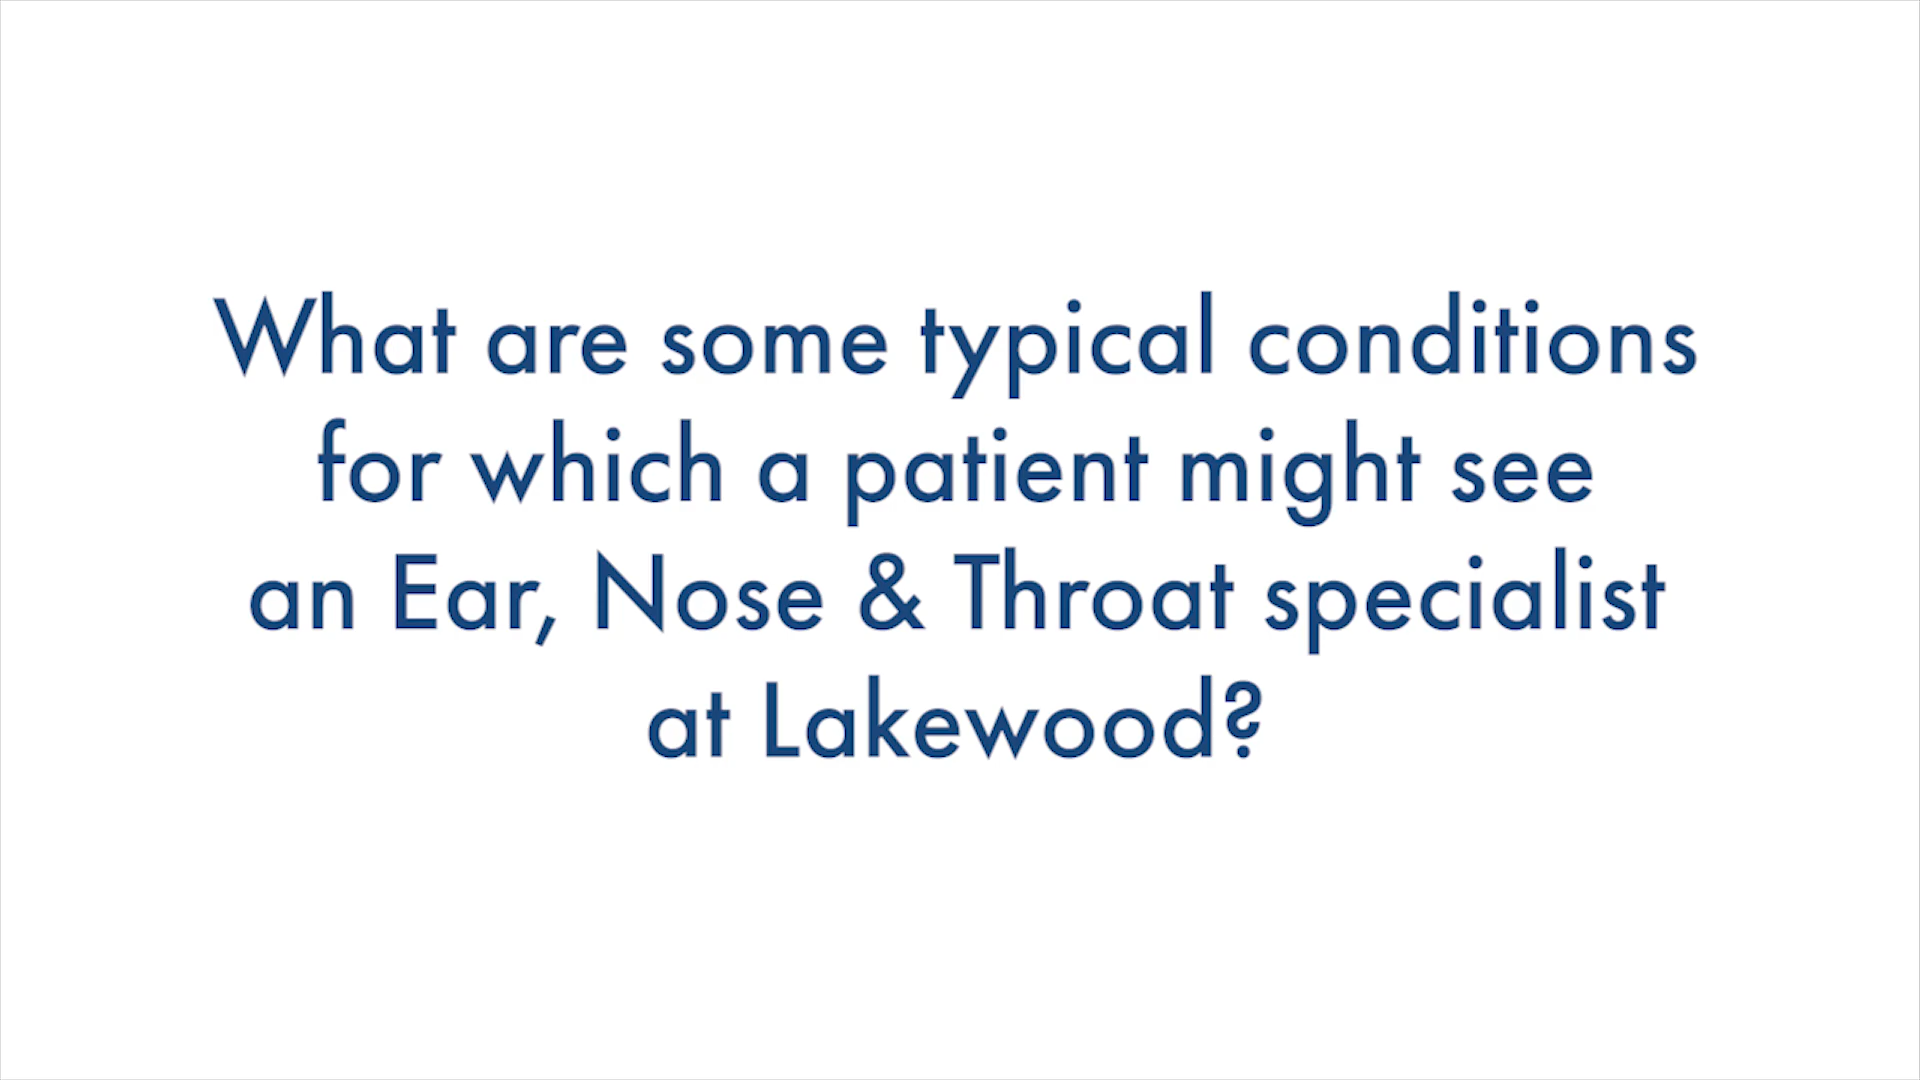 What are some typical conditions
for which a patient might see
an Ear, Nose & Throat specialist
at Lakewood?